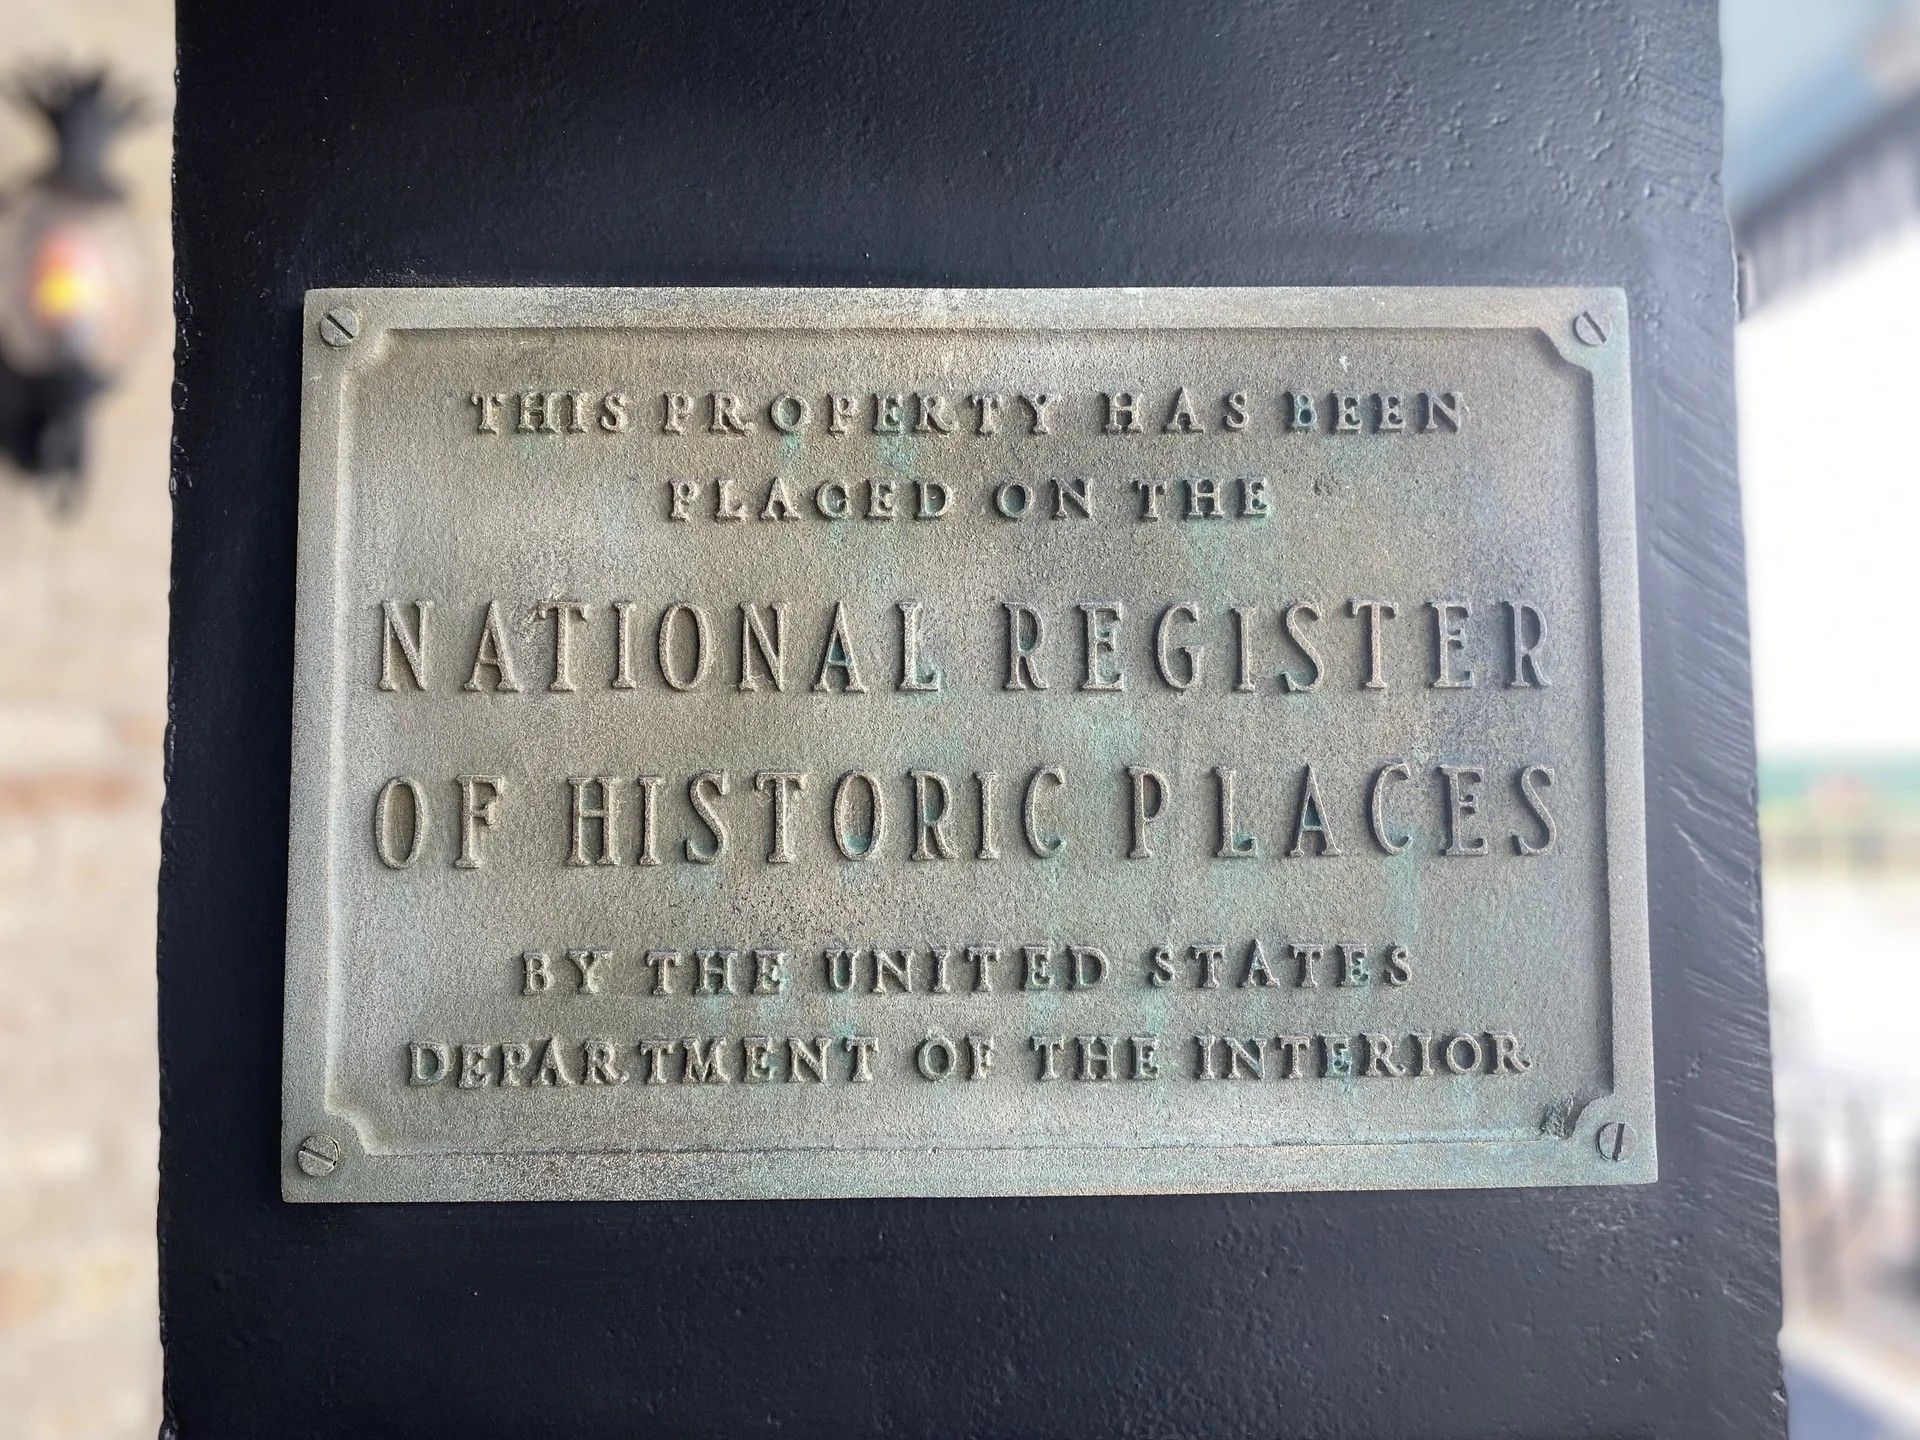 THIS PROPERTY HAS BEEN
PLACED ON THE
NATIONAL REGISTER
OF HISTORIC PLACES
BY THE UNITED STATES
DEPARTMENT OF THE INTERIOR